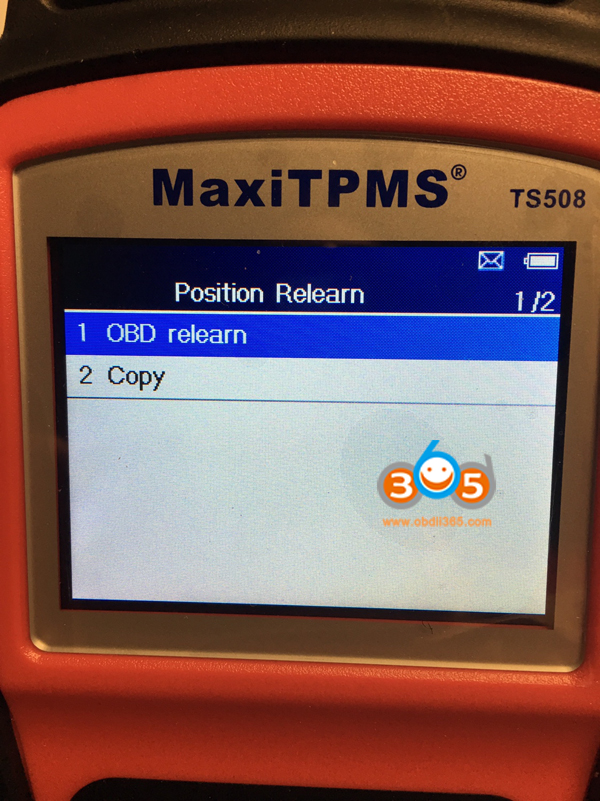 MaxiTPMS®
TS508
Position Relearn
1/2
1 OBD relearn
2 Copy
365
www.obdii365.com